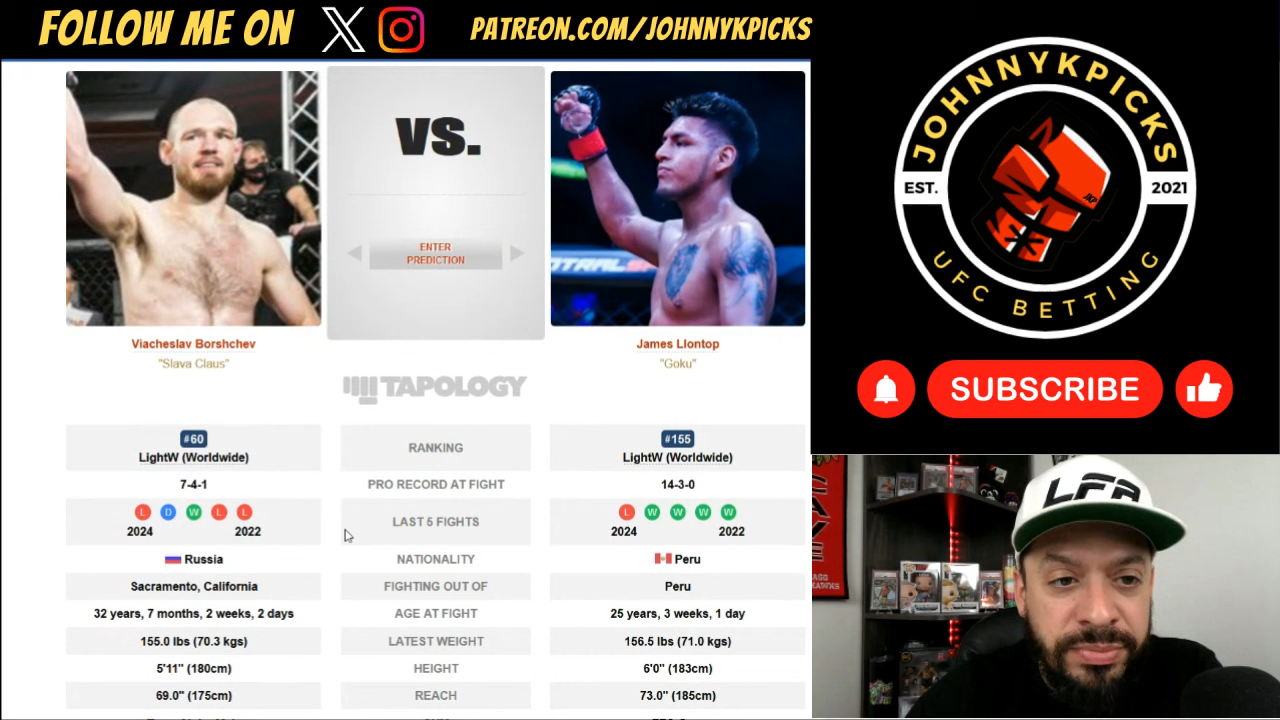 FOLLOW ME ON
PATREON.COM/JOHNNYKPICKS
VS.
ENTER
PREDICTION
Viacheslav Borshchev
"Slava Claus"
James Llontop
"Goku"
TAPOLOGY
#60
LightW (Worldwide)
RANKING
#155
LightW (Worldwide)
7-4-1
PRO RECORD AT FIGHT
14-3-0
L D W L L
2024 2022
LAST 5 FIGHTS
L W W W W
2024 2022
Russia
NATIONALITY
Peru
Sacramento, California
FIGHTING OUT OF
Peru
32 years, 7 months, 2 weeks, 2 days
AGE AT FIGHT
25 years, 3 weeks, 1 day
155.0 lbs (70.3 kgs)
LATEST WEIGHT
156.5 lbs (71.0 kgs)
5'11" (180cm)
HEIGHT
6'0" (183cm)
69.0" (175cm)
REACH
73.0" (185cm)
JOHNNYKPICKS
EST.
2021
JKP
UFC BETTING
SUBSCRIBE
LFA